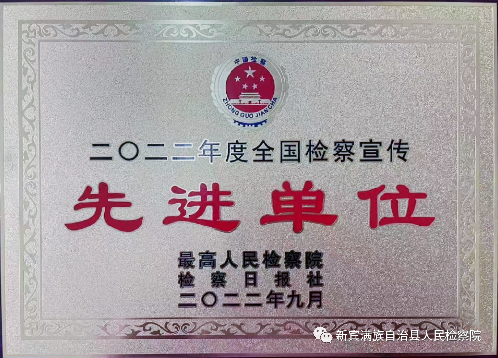 中国检察
ZHONG GUO JIAN CHA
二〇二二年度全国检察宣传
先进单位
最高人民检察院
检察日报社
二〇二二年九月
新宾满族自治县人民检察院